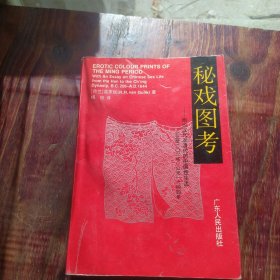 EROTIC COLOUR PRINTS
OF THE MING PERIOD
With An Essay on Chinese Sex Life
From the Han to the Ch'ing
Dynasty, B.C. 206-A.D. 1644
秘戏图考
广东人民出版社